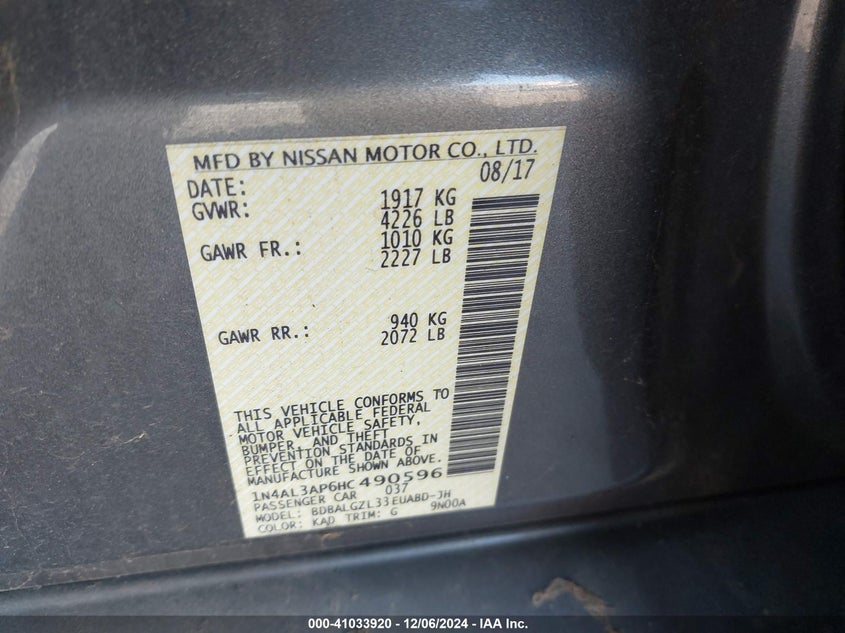 MFD BY NISSAN MOTOR CO., LTD.
DATE: 08/17
GVWR: 1917 KG
4226 LB
GAWR FR.: 1010 KG
2227 LB
GAWR RR.: 940 KG
2072 LB
THIS VEHICLE CONFORMS TO
ALL APPLICABLE FEDERAL
MOTOR VEHICLE SAFETY,
BUMPER, AND THEFT
PREVENTION STANDARDS IN
EFFECT ON THE DATE OF
MANUFACTURE SHOWN ABOVE.
1N4AL3AP6HC490596
PASSENGER CAR 037
MODEL: BDBALGZL33EUABD-JH
COLOR: KAD TRIM: G 9N00A
000-41033920 - 12/06/2024 - IAA Inc.